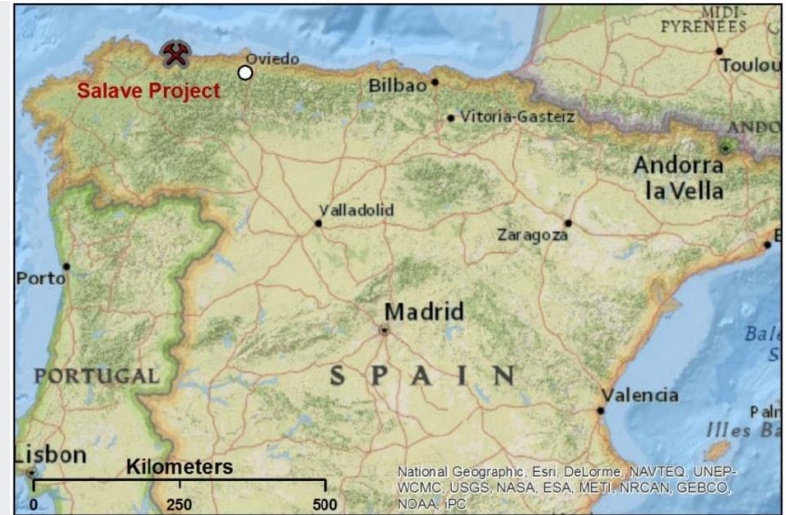 MIDI-
PYRENEES
Oviedo
Toulou
Salave Project
Bilbao
Vitoria-Gasteiz
ANDO
Andorra
la Vella
Valladolid
Zaragoza
Porto
Madrid
Bale
S
PORTUGAL
SPAIN
Valencia
Palm
Illes Ba
Lisbon
Kilometers
0 250 500
National Geographic, Esri, DeLorme, NAVTEQ, UNEP-
WCMC, USGS, NASA, ESA, METI, NRCAN, GEBCO,
NOAA, iPC